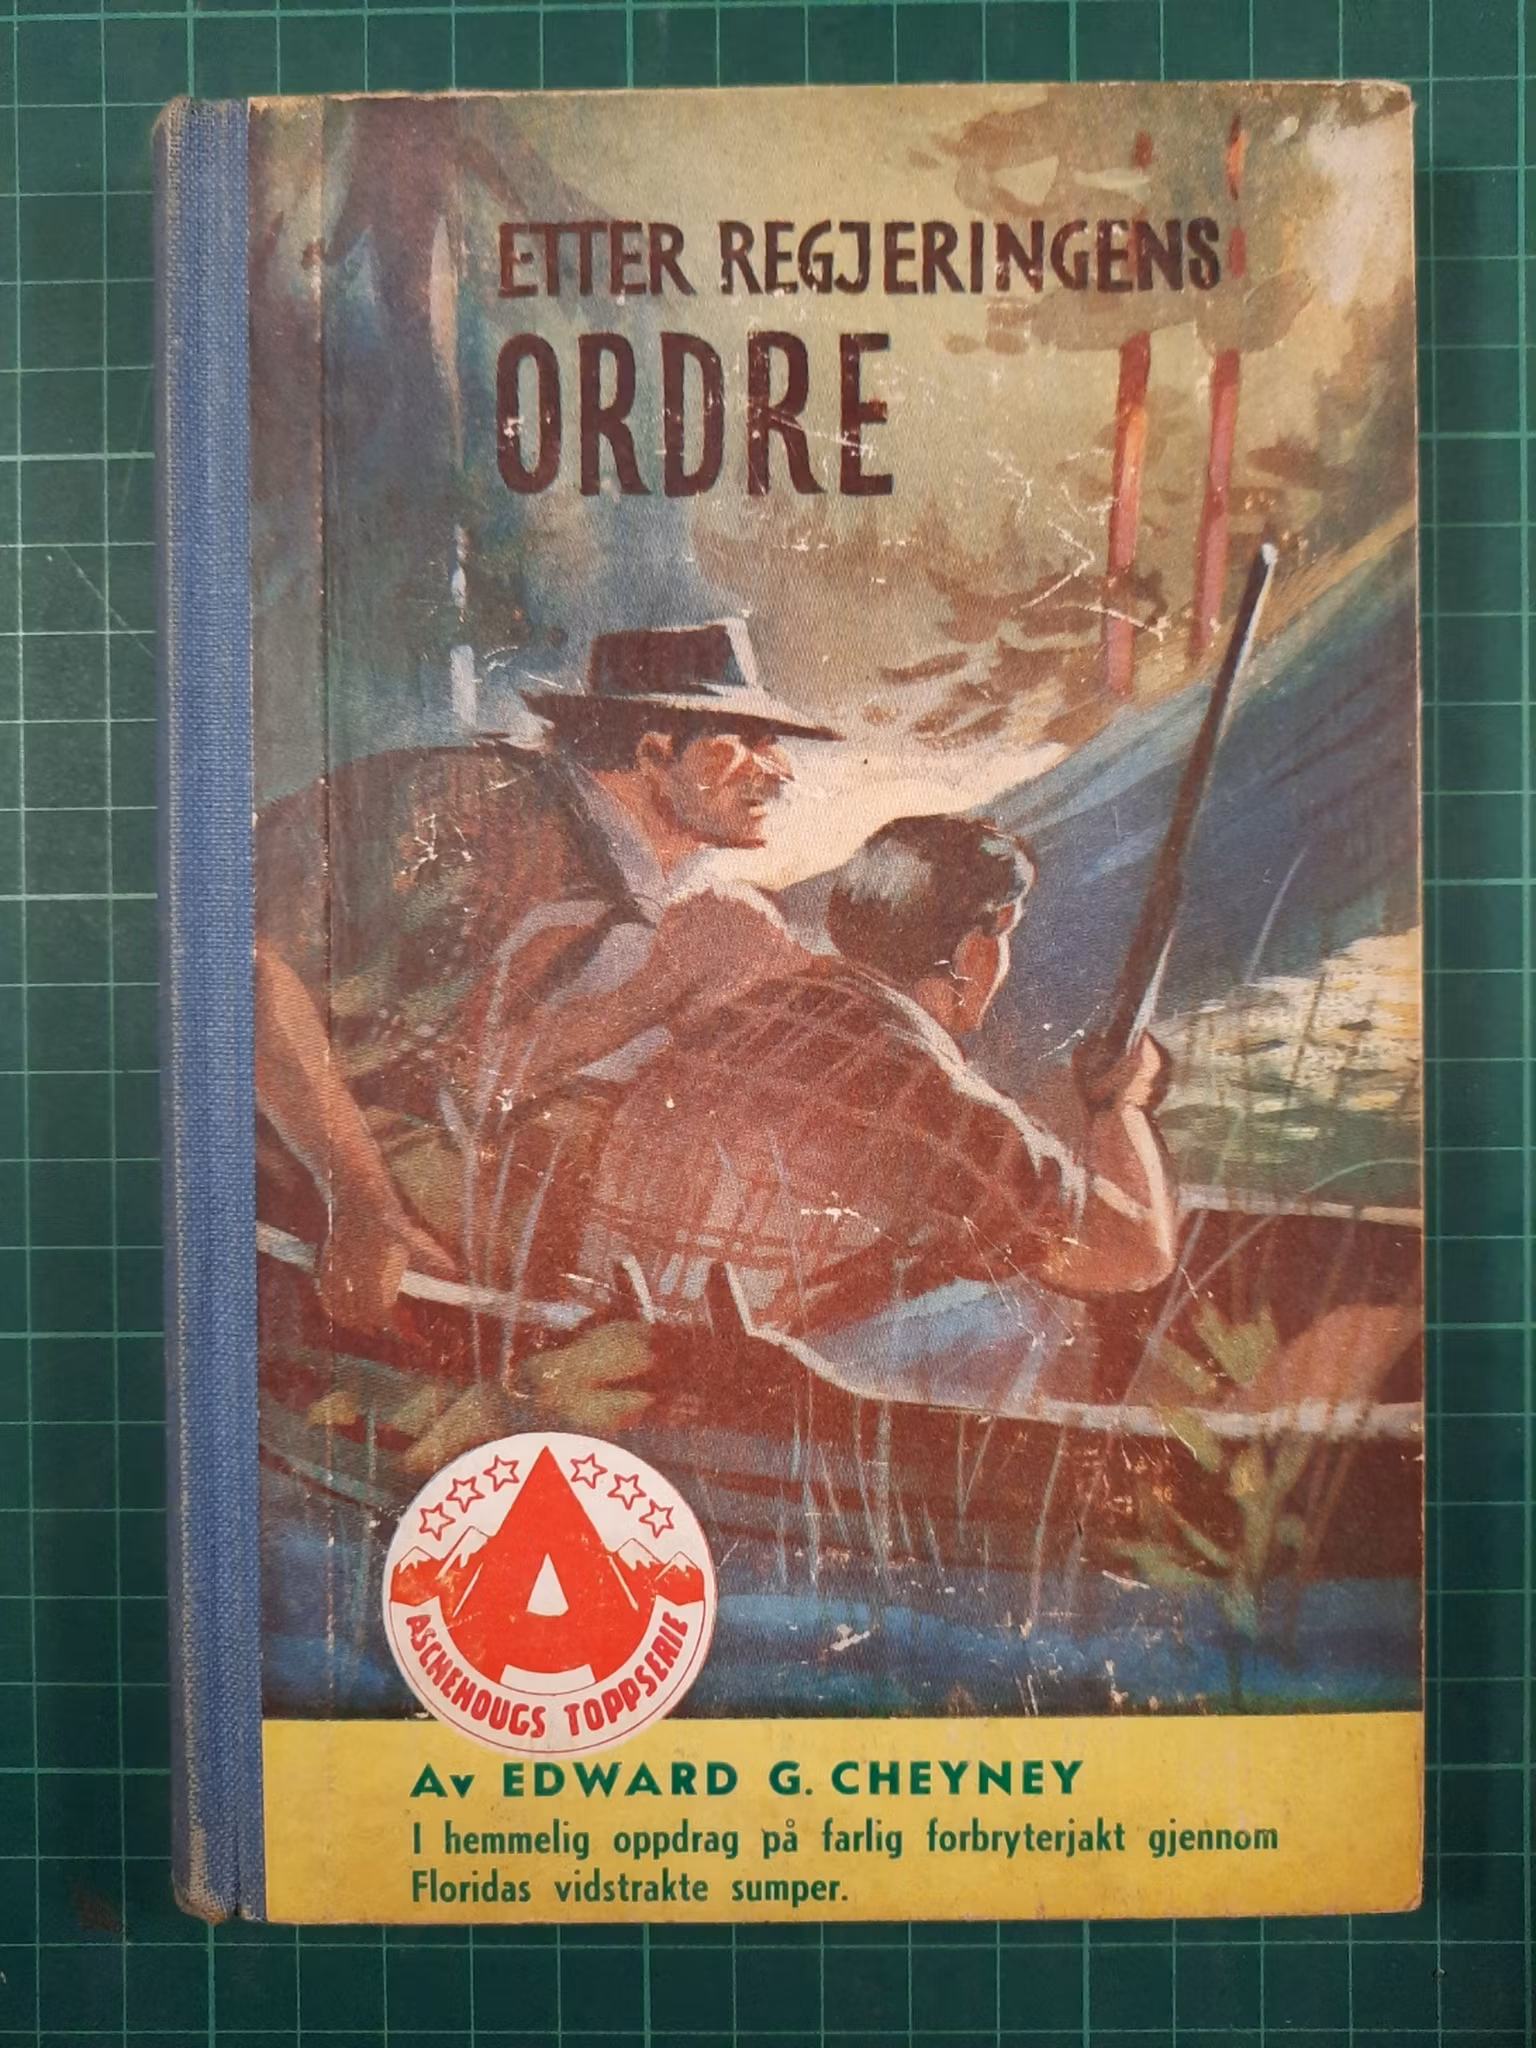 ETTER REGJERINGENS
ORDRE
A
ASCHEHOUGS TOPPSERIE
Av EDWARD G. CHEYNEY
I hemmelig oppdrag på farlig forbryterjakt gjennom
Floridas vidstrakte sumper.